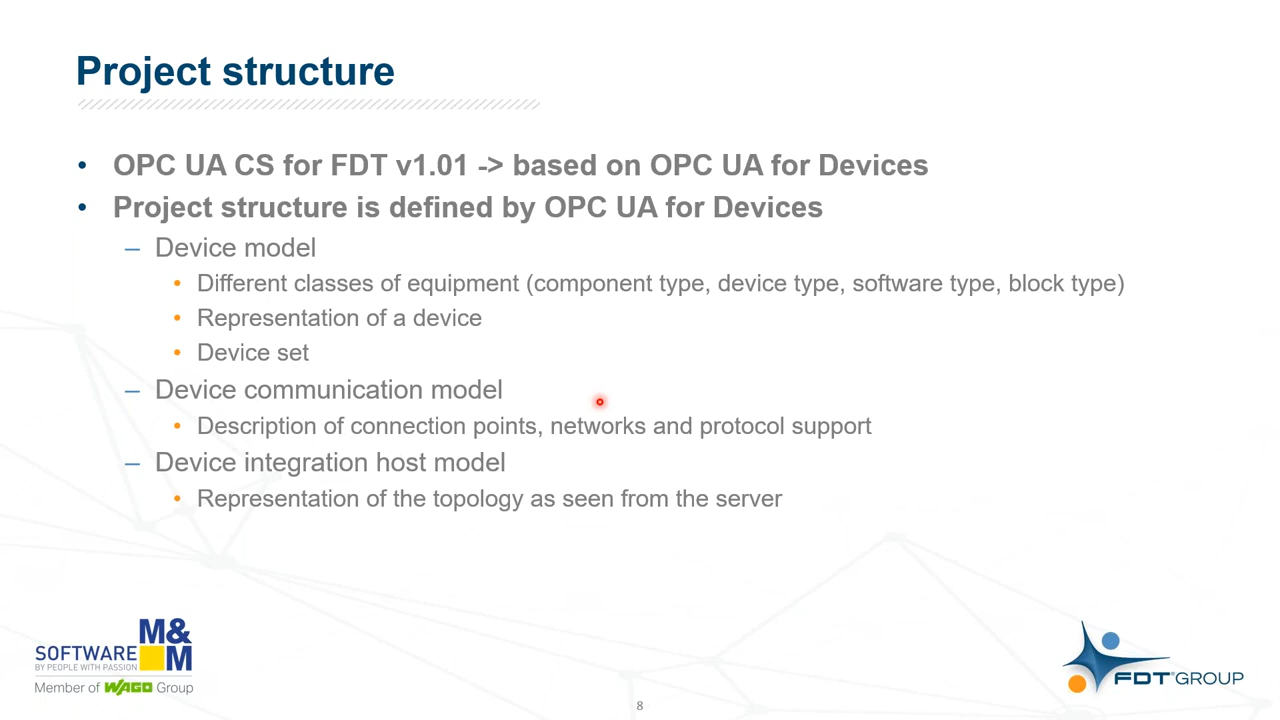 Project structure
• OPC UA CS for FDT v1.01 -> based on OPC UA for Devices
• Project structure is defined by OPC UA for Devices
– Device model
• Different classes of equipment (component type, device type, software type, block type)
• Representation of a device
• Device set
– Device communication model
• Description of connection points, networks and protocol support
– Device integration host model
• Representation of the topology as seen from the server
M&M
SOFTWARE
BY PEOPLE WITH PASSION
Member of WAGO Group
FDT® GROUP
8